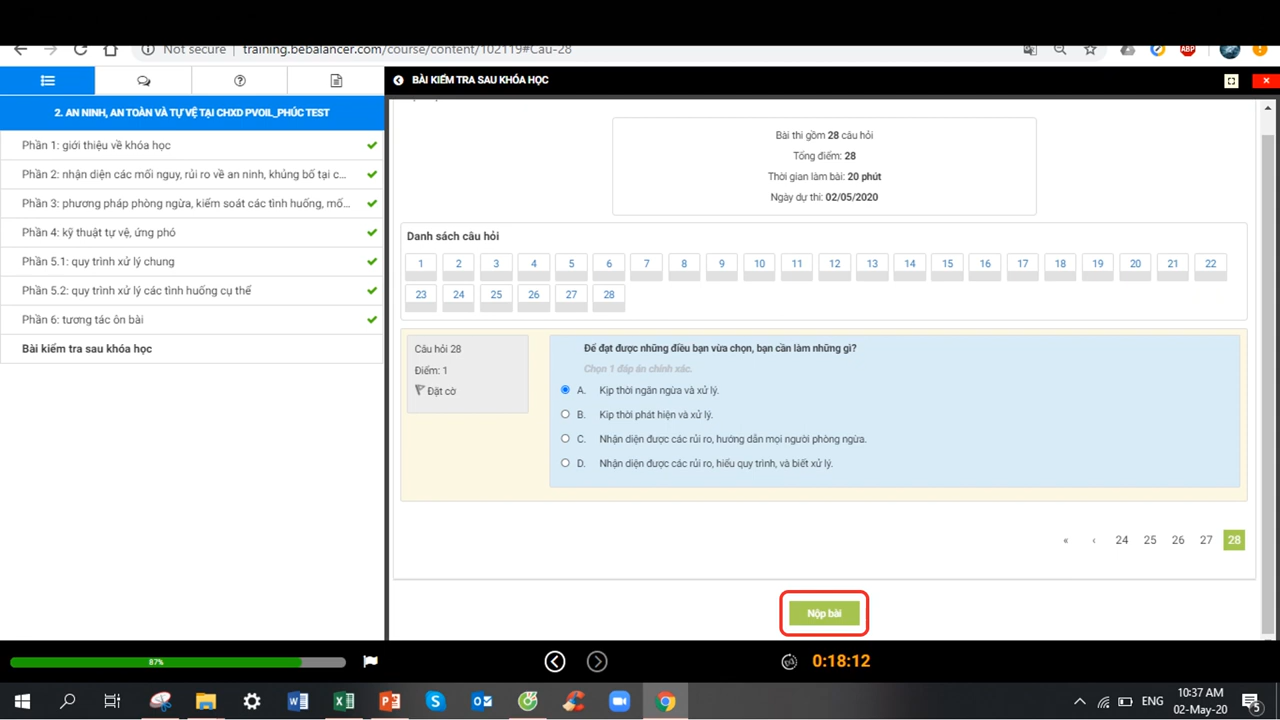 Not secure | training.bebalancer.com/course/content/102119#Cau-28
ABP
BÀI KIỂM TRA SAU KHÓA HỌC
2. AN NINH, AN TOÀN VÀ TỰ VỆ TẠI CHXD PVOIL_PHÚC TEST
Phần 1: giới thiệu về khóa học
Phần 2: nhận diện các mối nguy, rủi ro về an ninh, khủng bố tại c...
Phần 3: phương pháp phòng ngừa, kiểm soát các tình huống, mố...
Phần 4: kỹ thuật tự vệ, ứng phó
Phần 5.1: quy trình xử lý chung
Phần 5.2: quy trình xử lý các tình huống cụ thể
Phần 6: tương tác ôn bài
Bài kiểm tra sau khóa học
Bài thi gồm 28 câu hỏi
Tổng điểm: 28
Thời gian làm bài: 20 phút
Ngày dự thi: 02/05/2020
Danh sách câu hỏi
1 2 3 4 5 6 7 8 9 10 11 12 13 14 15 16 17 18 19 20 21 22
23 24 25 26 27 28
Câu hỏi 28
Điểm: 1
Đặt cờ
Để đạt được những điều bạn vừa chọn, bạn cần làm những gì?
Chọn 1 đáp án chính xác.
A. Kịp thời ngăn ngừa và xử lý.
B. Kịp thời phát hiện và xử lý.
C. Nhận diện được các rủi ro, hướng dẫn mọi người phòng ngừa.
D. Nhận diện được các rủi ro, hiểu quy trình, và biết xử lý.
« ‹ 24 25 26 27 28
Nộp bài
87%
0:18:12
ENG
10:37 AM
02-May-20
5